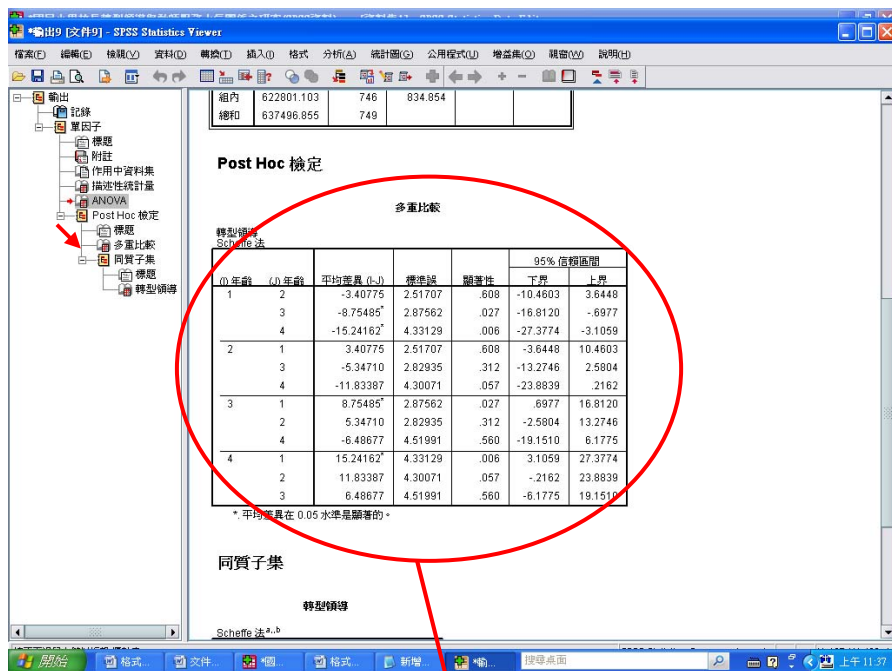 *輸出9 [文件9] - SPSS Statistics Viewer
檔案(F) 編輯(E) 檢視(V) 資料(D) 轉換(T) 插入(I) 格式 分析(A) 統計圖(G) 公用程式(U) 增益集(O) 視窗(W) 說明(H)
輸出
記錄
單因子
標題
附註
作用中資料集
描述性統計量
ANOVA
Post Hoc 檢定
標題
多重比較
同質子集
標題
轉型領導
組內 622801.103 746 834.854
總和 637496.855 749
Post Hoc 檢定
多重比較
轉型領導
Scheffe 法
95% 信賴區間
(I) 年齡 (J) 年齡 平均差異 (I-J) 標準誤 顯著性 下界 上界
1 2 -3.40775 2.51707 .608 -10.4603 3.6448
3 -8.75485* 2.87562 .027 -16.8120 -.6977
4 -15.24162* 4.33129 .006 -27.3774 -3.1059
2 1 3.40775 2.51707 .608 -3.6448 10.4603
3 -5.34710 2.82935 .312 -13.2746 2.5804
4 -11.83387 4.30071 .057 -23.8839 .2162
3 1 8.75485* 2.87562 .027 .6977 16.8120
2 5.34710 2.82935 .312 -2.5804 13.2746
4 -6.48677 4.51991 .560 -19.1510 6.1775
4 1 15.24162* 4.33129 .006 3.1059 27.3774
2 11.83387 4.30071 .057 -.2162 23.8839
3 6.48677 4.51991 .560 -6.1775 19.1510
*. 平均差異在 0.05 水準是顯著的。
同質子集
轉型領導
Scheffe 法a,,b
開始 格式... 文件... *國... 格式... 新增... *輸... 搜尋桌面 上午 11:37